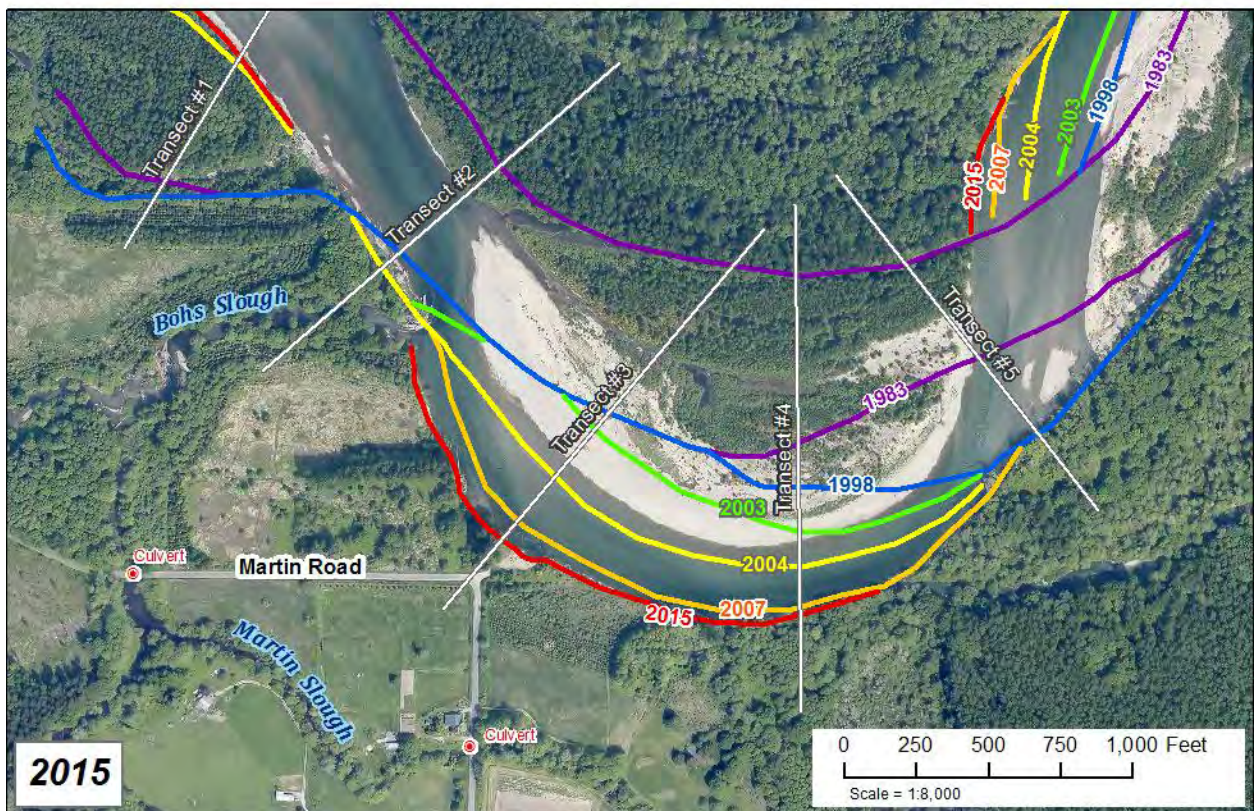 Transect #1
Transect #2
Transect #3
Transect #4
Transect #5
1983
1998
2003
2004
2007
2015
Bohs Slough
1983
1998
2003
2004
2007
2015
Culvert
Martin Road
Martin Slough
Culvert
2015
0 250 500 750 1,000 Feet
Scale = 1:8,000